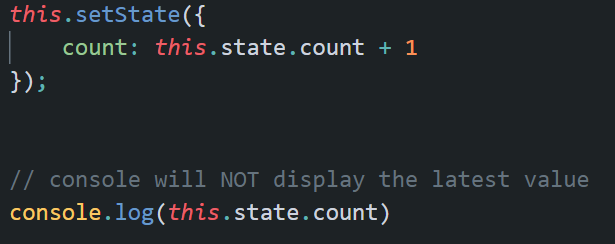 this.setState({
    count: this.state.count + 1
});
// console will NOT display the latest value
console.log(this.state.count)